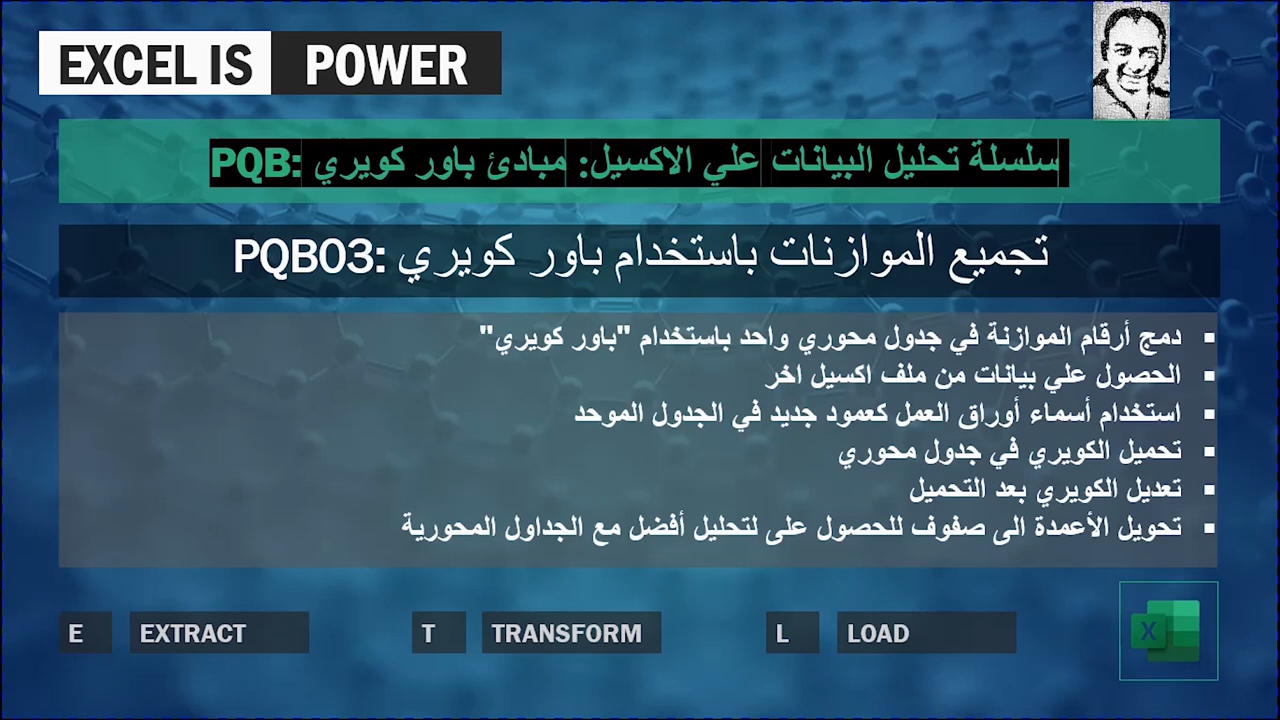 EXCEL IS POWER
PQB: سلسلة تحليل البيانات علي الاكسيل: مبادئ باور كويري
PQB03: تجميع الموازنات باستخدام باور كويري
▪ دمج أرقام الموازنة في جدول محوري واحد باستخدام "باور كويري"
▪ الحصول علي بيانات من ملف اكسيل اخر
▪ استخدام أسماء أوراق العمل كعمود جديد في الجدول الموحد
▪ تحميل الكويري في جدول محوري
▪ تعديل الكويري بعد التحميل
▪ تحويل الأعمدة الى صفوف للحصول على لتحليل أفضل مع الجداول المحورية
E EXTRACT T TRANSFORM L LOAD
X